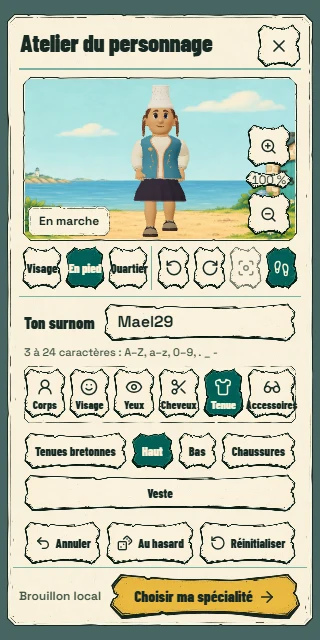 Atelier du personnage
100 %
En marche
Visage En pied Quartier
Ton surnom Mael29
3 à 24 caractères : A-Z, a-z, 0-9, . _ -
Corps Visage Yeux Cheveux Tenue Accessoires
Tenues bretonnes Haut Bas Chaussures
Veste
Annuler Au hasard Réinitialiser
Brouillon local Choisir ma spécialité